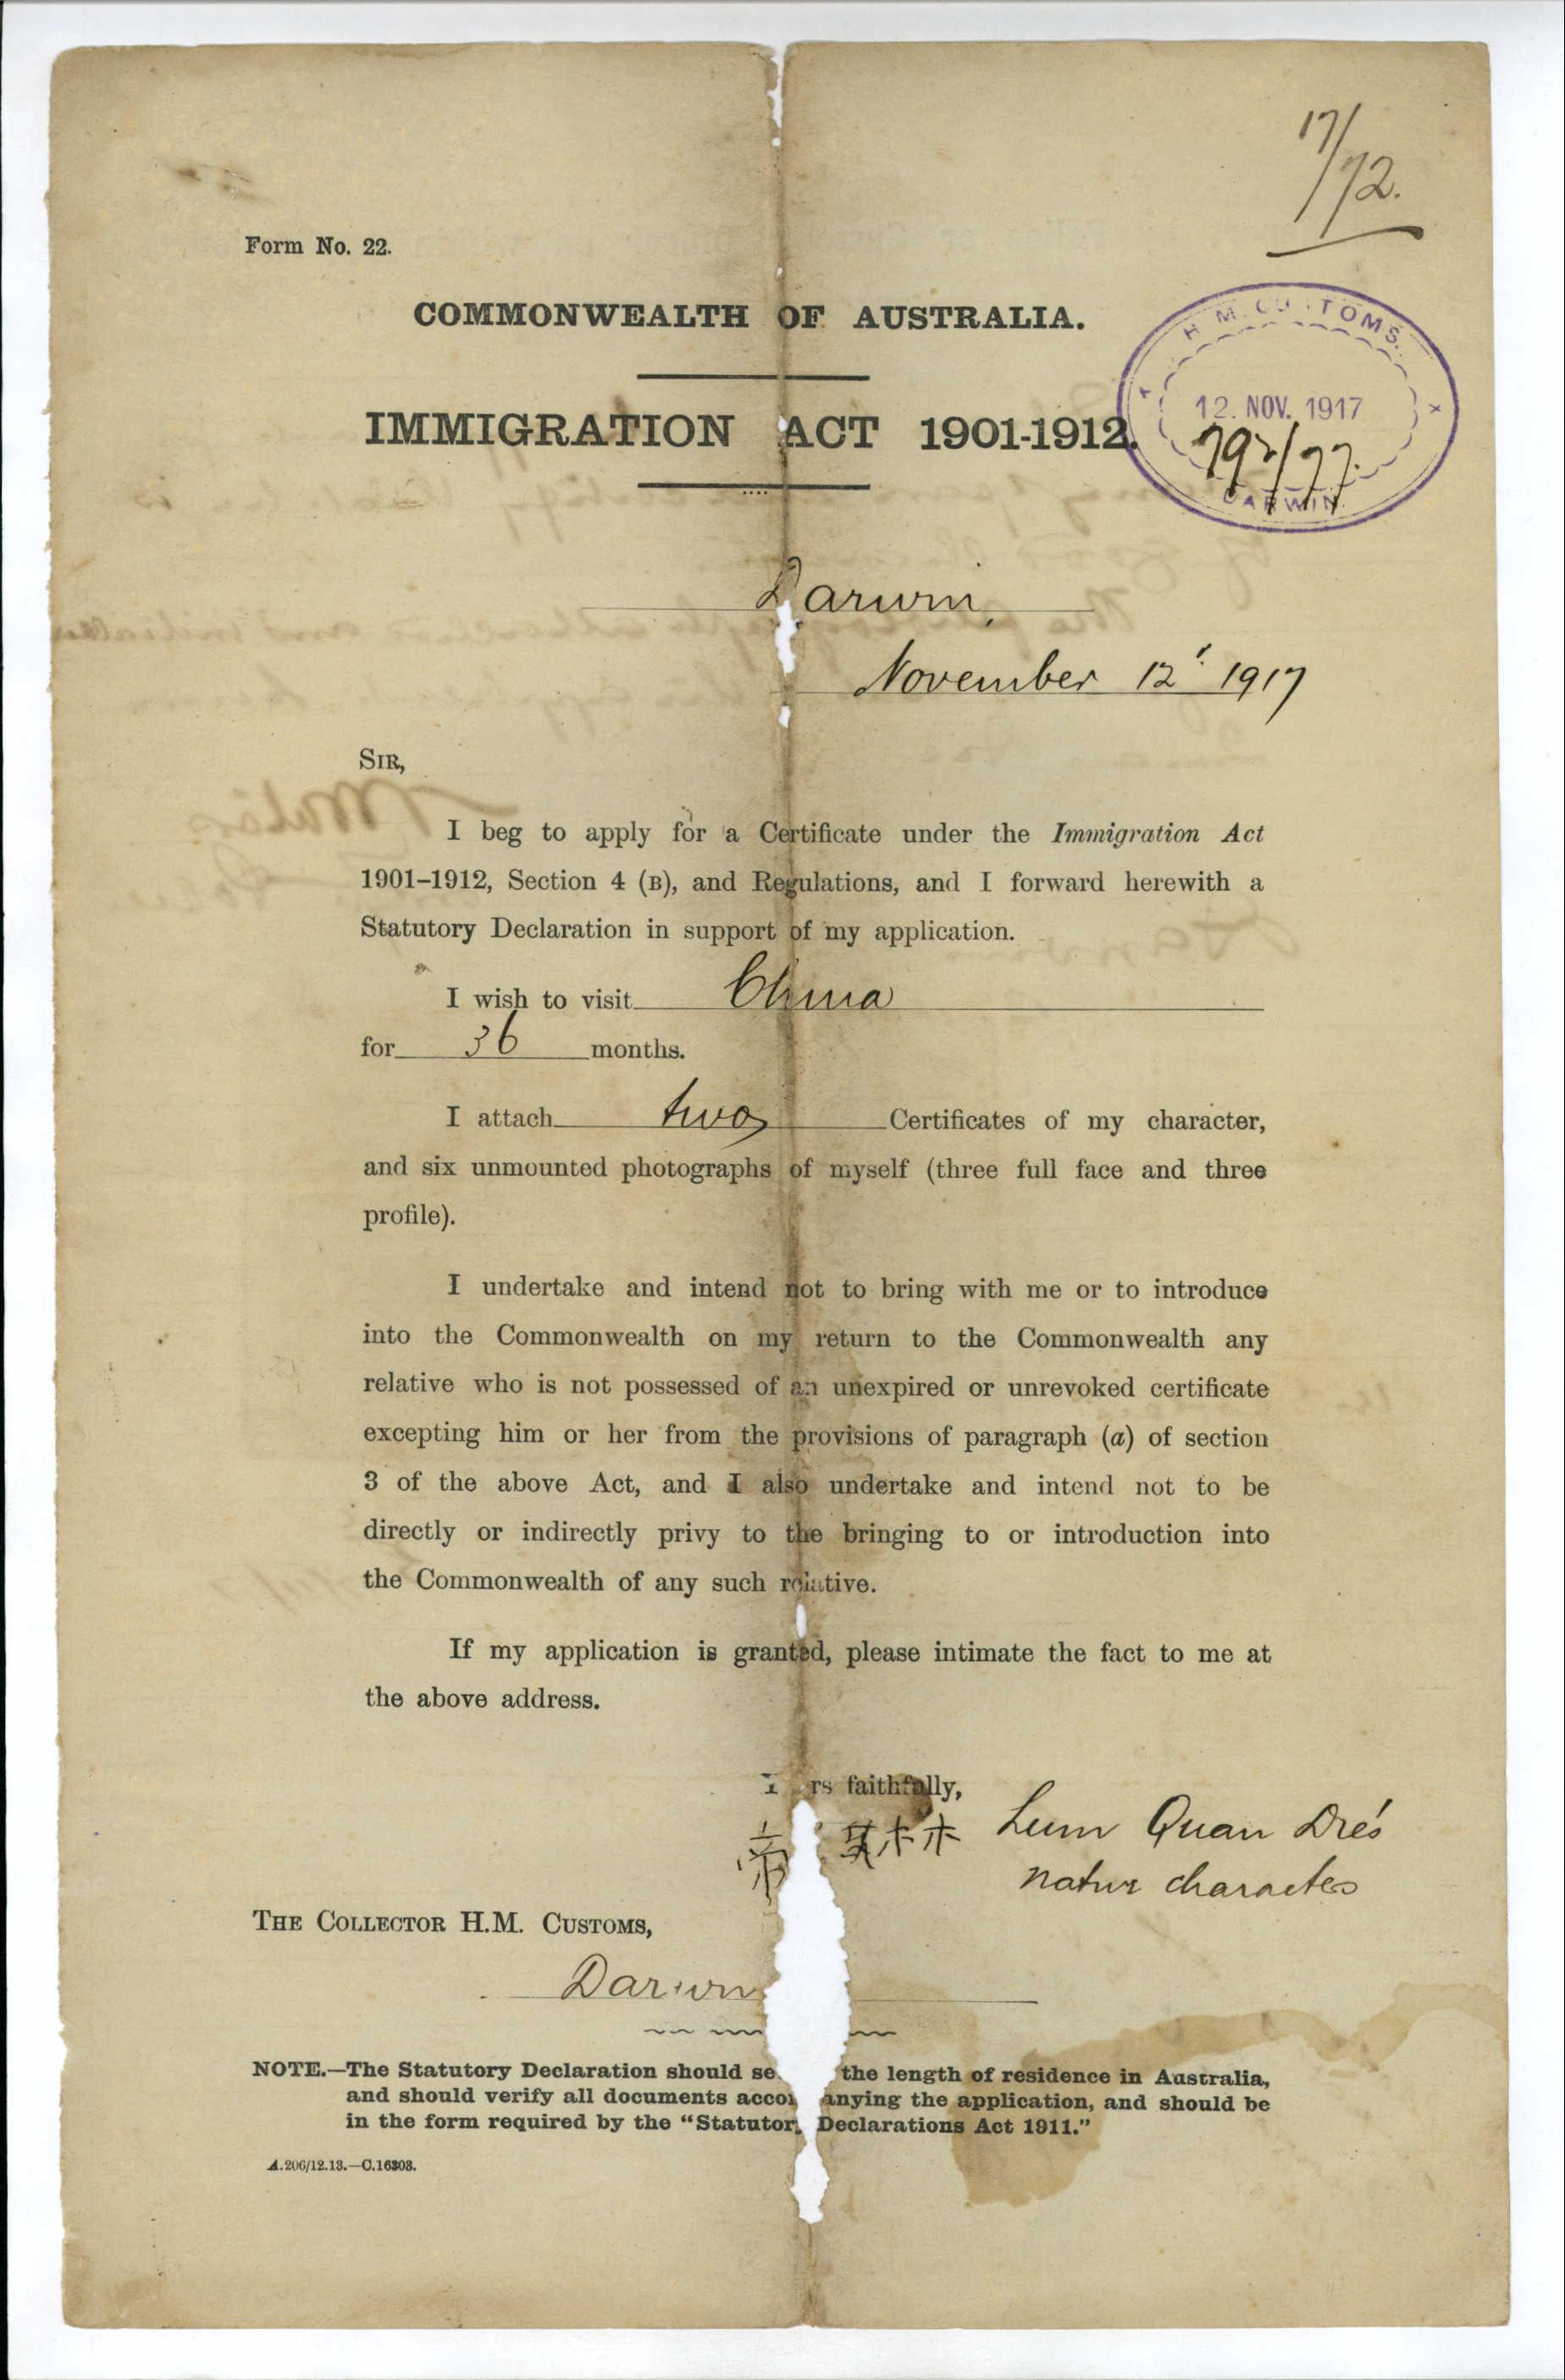 17/72.
Form No. 22.
COMMONWEALTH OF AUSTRALIA.
IMMIGRATION ACT 1901-1912.
H.M. CUSTOMS.
12. NOV. 1917
DARWIN
Darwin,
November 12' 1917
SIR,
I beg to apply for a Certificate under the Immigration Act
1901–1912, Section 4 (B), and Regulations, and I forward herewith a
Statutory Declaration in support of my application.
I wish to visit China
for 36 months.
I attach two Certificates of my character,
and six unmounted photographs of myself (three full face and three
profile).
I undertake and intend not to bring with me or to introduce
into the Commonwealth on my return to the Commonwealth any
relative who is not possessed of an unexpired or unrevoked certificate
excepting him or her from the provisions of paragraph (a) of section
3 of the above Act, and I also undertake and intend not to be
directly or indirectly privy to the bringing to or introduction into
the Commonwealth of any such relative.
If my application is granted, please intimate the fact to me at
the above address.
rs faithfully,
帝 林 Lum Quan
THE COLLECTOR H.M. CUSTOMS,
Darwin
NOTE.—The Statutory Declaration should se the length of residence in Australia,
and should verify all documents accom anying the application, and should be
in the form required by the "Statutor Declarations Act 1911."
A.206/12.13.—C.16303.